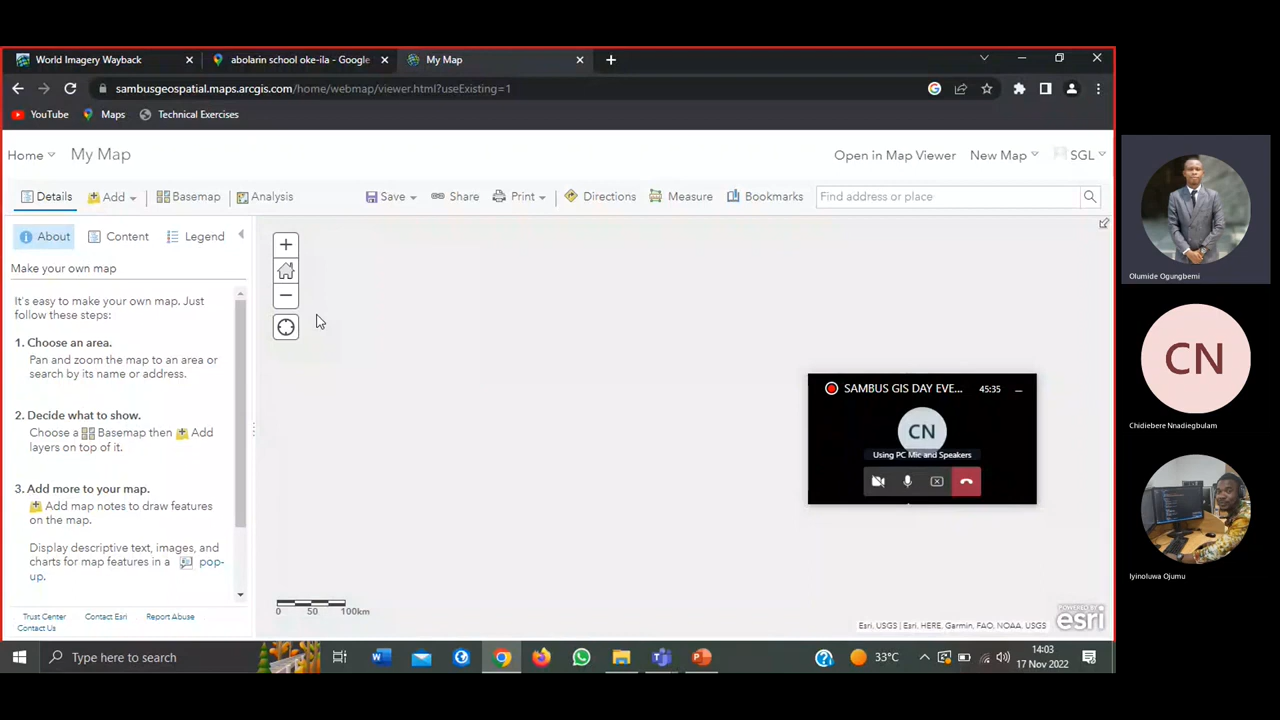 World Imagery Wayback
abolarin school oke-ila - Google
My Map
sambusgeospatial.maps.arcgis.com/home/webmap/viewer.html?useExisting=1
YouTube
Maps
Technical Exercises
Home
My Map
Open in Map Viewer
New Map
SGL
Details
Add
Basemap
Analysis
Save
Share
Print
Directions
Measure
Bookmarks
Find address or place
About
Content
Legend
Make your own map
It's easy to make your own map. Just
follow these steps:
1. Choose an area.
Pan and zoom the map to an area or
search by its name or address.
2. Decide what to show.
Choose a Basemap then Add
layers on top of it.
3. Add more to your map.
Add map notes to draw features
on the map.
Display descriptive text, images, and
charts for map features in a pop-
up.
Trust Center
Contact Esri
Report Abuse
Contact Us
0 50 100km
SAMBUS GIS DAY EVE...
45:35
CN
Using PC Mic and Speakers
Esri, USGS | Esri, HERE, Garmin, FAO, NOAA, USGS
POWERED BY
esri
Type here to search
33°C
14:03
17 Nov 2022
Olumide Ogungbemi
CN
Chidiebere Nnadiegbulam
Iyinoluwa Ojumu